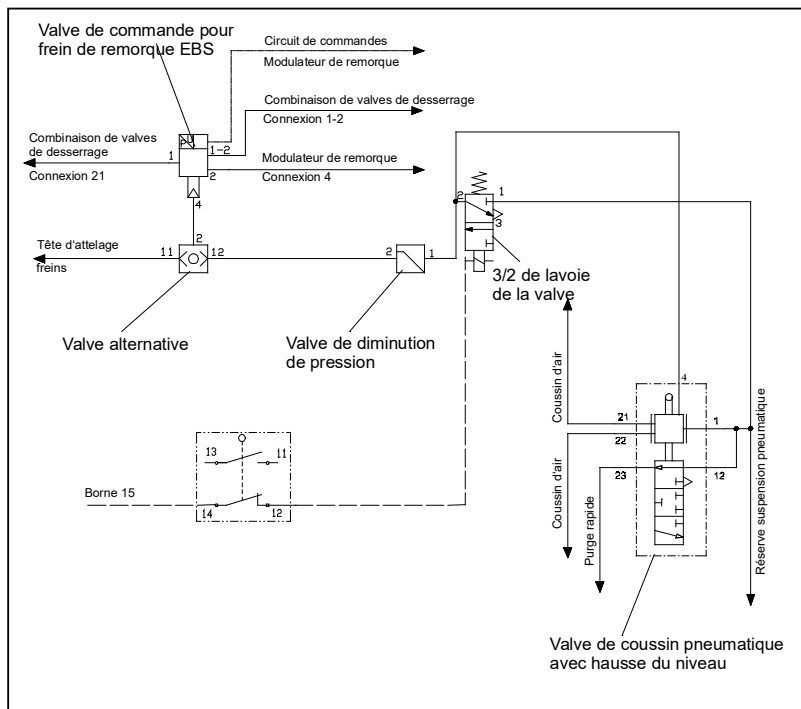 Valve de commande pour
frein de remorque EBS
Circuit de commandes
Modulateur de remorque
Combinaison de valves de desserrage
Connexion 1-2
Combinaison de valves
de desserrage
Connexion 21
Modulateur de remorque
Connexion 4
pU
1
1-2
2
4
2
1
3
2
11
12
Tête d'attelage
freins
2
1
3/2 de lavoie
de la valve
Valve alternative
Valve de diminution
de pression
Coussin d'air
4
21
22
1
23
12
Coussin d'air
Purge rapide
Réserve suspension pneumatique
13
11
Borne 15
14
12
Valve de coussin pneumatique
avec hausse du niveau